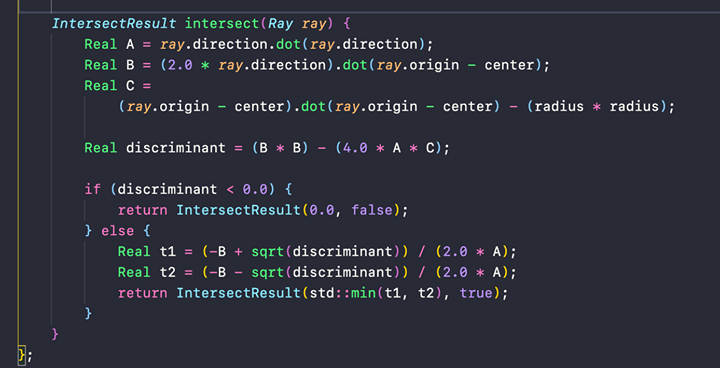 IntersectResult intersect(Ray ray) {
Real A = ray.direction.dot(ray.direction);
Real B = (2.0 * ray.direction).dot(ray.origin - center);
Real C =
(ray.origin - center).dot(ray.origin - center) - (radius * radius);
Real discriminant = (B * B) - (4.0 * A * C);
if (discriminant < 0.0) {
return IntersectResult(0.0, false);
} else {
Real t1 = (-B + sqrt(discriminant)) / (2.0 * A);
Real t2 = (-B - sqrt(discriminant)) / (2.0 * A);
return IntersectResult(std::min(t1, t2), true);
}
}
};